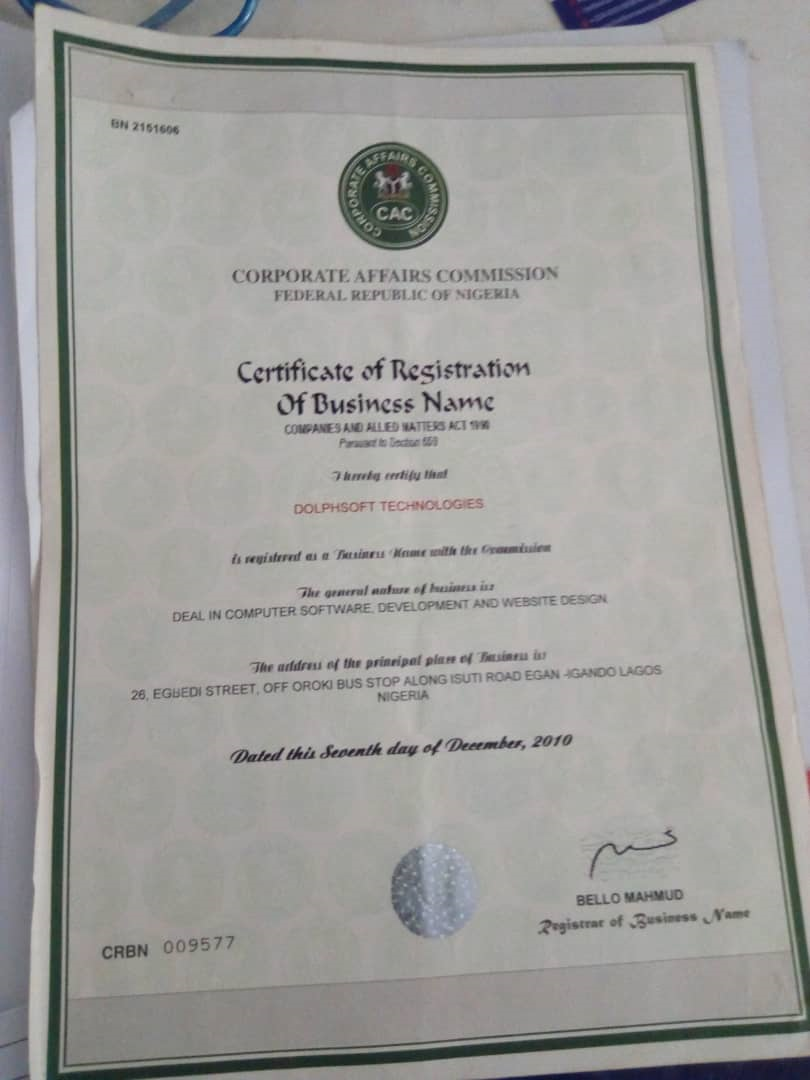 BN 2151606
CORPORATE AFFAIRS COMMISSION
CAC
CORPORATE AFFAIRS COMMISSION
FEDERAL REPUBLIC OF NIGERIA
Certificate of Registration
Of Business Name
COMPANIES AND ALLIED MATTERS ACT 1990
Pursuant to Section 659
I hereby certify that
DOLPHSOFT TECHNOLOGIES
is registered as a Business Name with the Commission
The general nature of business is:
DEAL IN COMPUTER SOFTWARE, DEVELOPMENT AND WEBSITE DESIGN.
The address of the principal place of Business is:
26, EGBEDI STREET, OFF OROKI BUS STOP ALONG ISUTI ROAD EGAN -IGANDO LAGOS
NIGERIA
Dated this Seventh day of December, 2010
BELLO MAHMUD
Registrar of Business Name
CRBN 009577